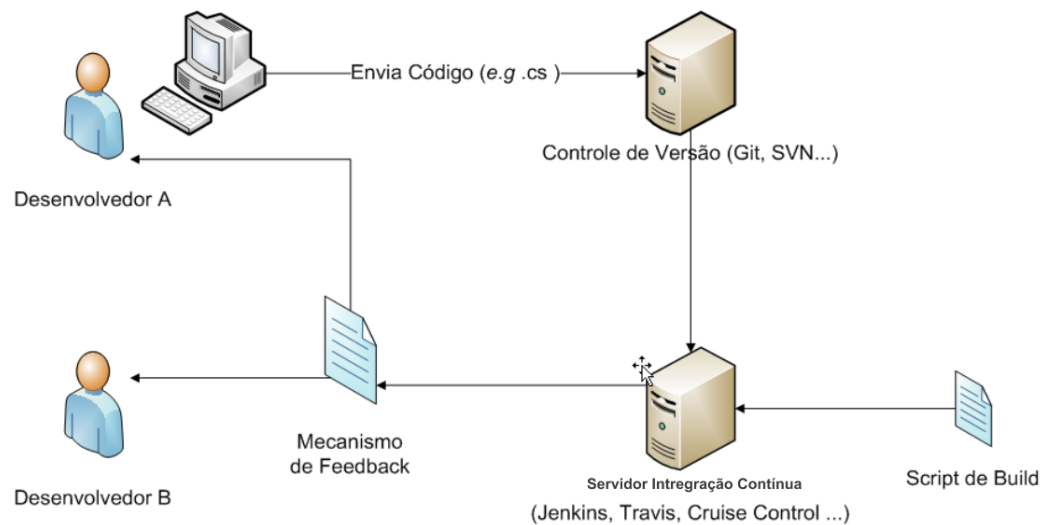 Envia Código (e.g .cs )
Controle de Versão (Git, SVN...)
Desenvolvedor A
Mecanismo
de Feedback
Desenvolvedor B
Servidor Intregração Contínua
(Jenkins, Travis, Cruise Control ...)
Script de Build